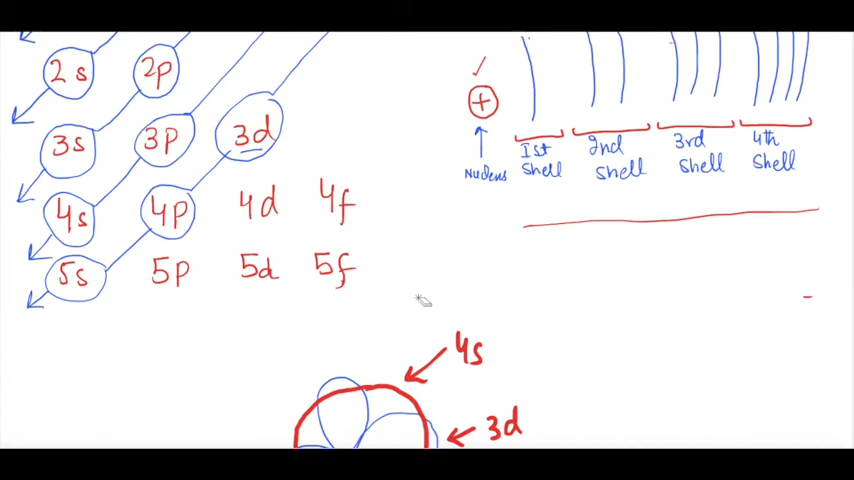 2s 2p
3s 3p 3d
4s 4p 4d 4f
5s 5p 5d 5f
+
Nucleus
1st shell
2nd shell
3rd shell
4th shell
4s
3d